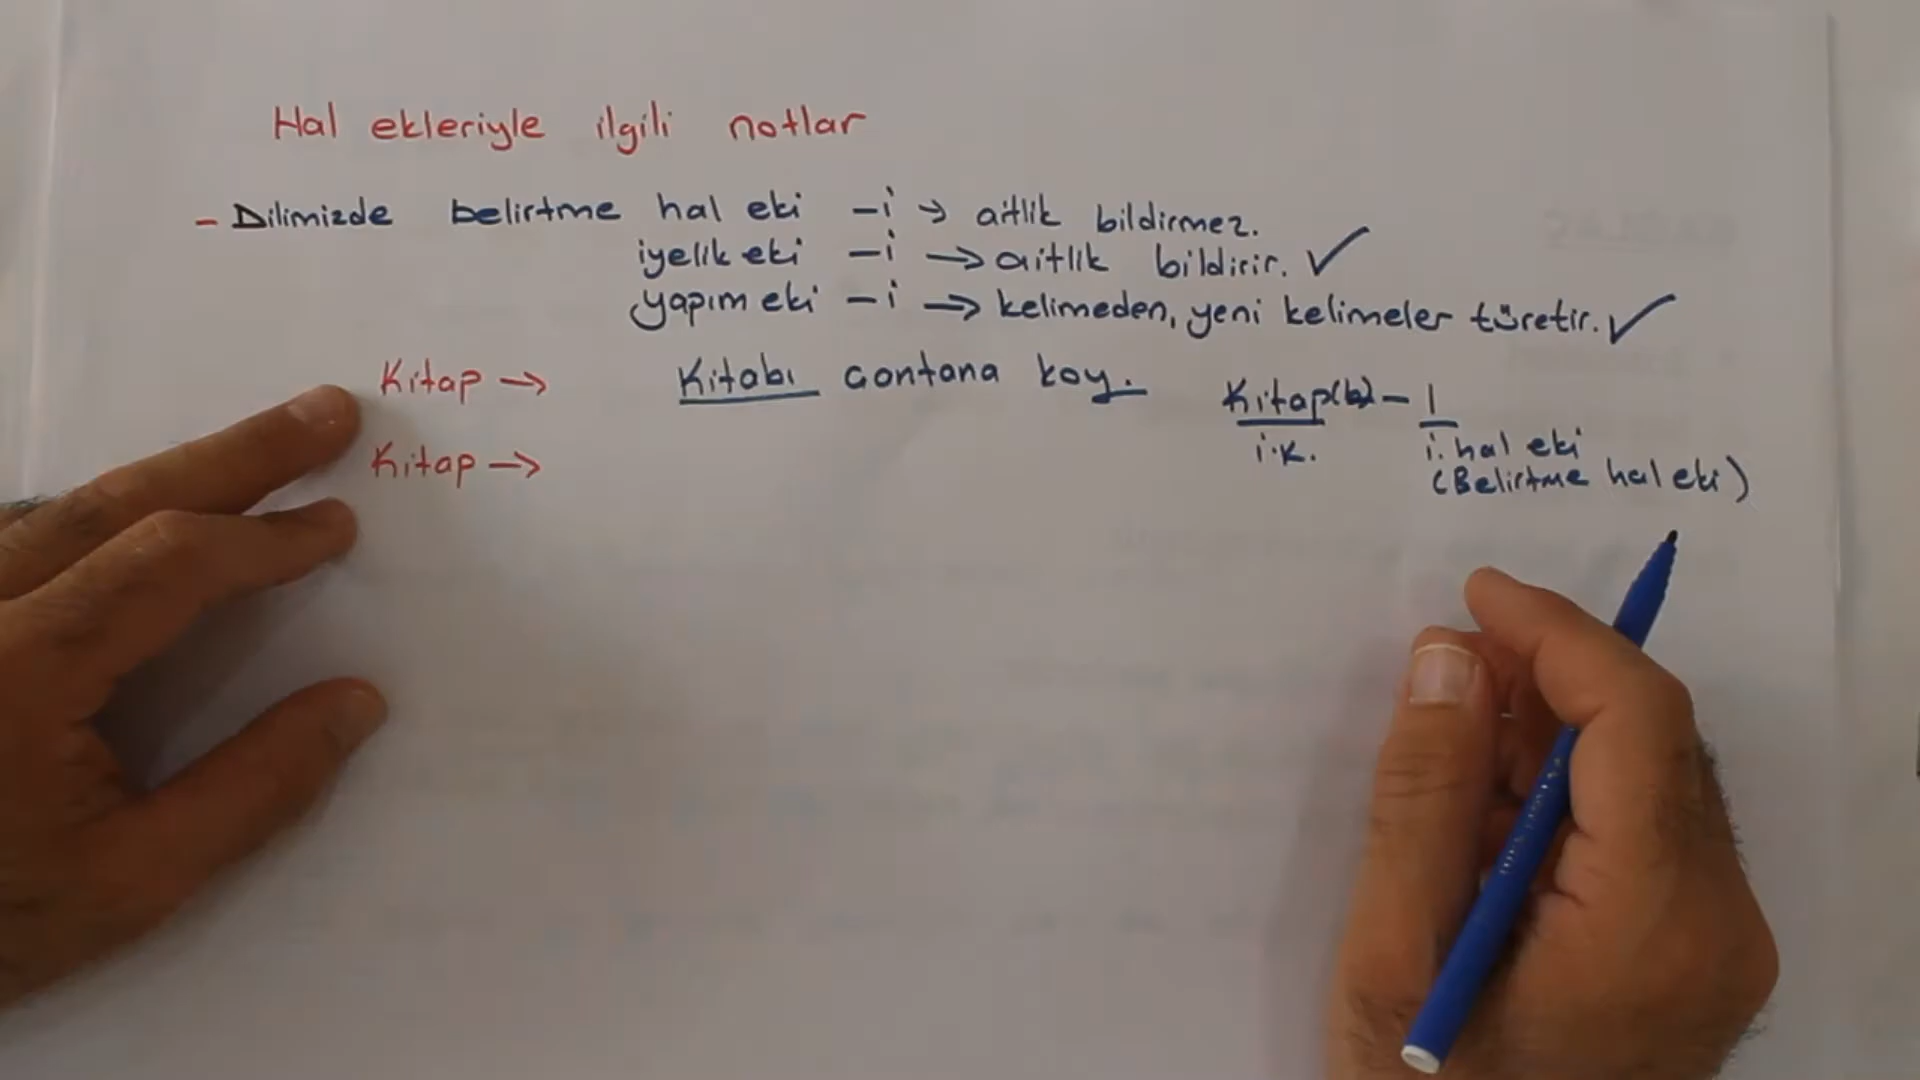 Hal ekleriyle ilgili notlar
- Dilimizde belirtme hal eki -i → aitlik bildirmez.
iyelik eki -i → aitlik bildirir. ✓
yapım eki -i → kelimeden, yeni kelimeler türetir. ✓
Kitap → Kitabı çantana koy.
Kitap(b) - ı
i.k. i. hal eki
(Belirtme hal eki)
Kitap →